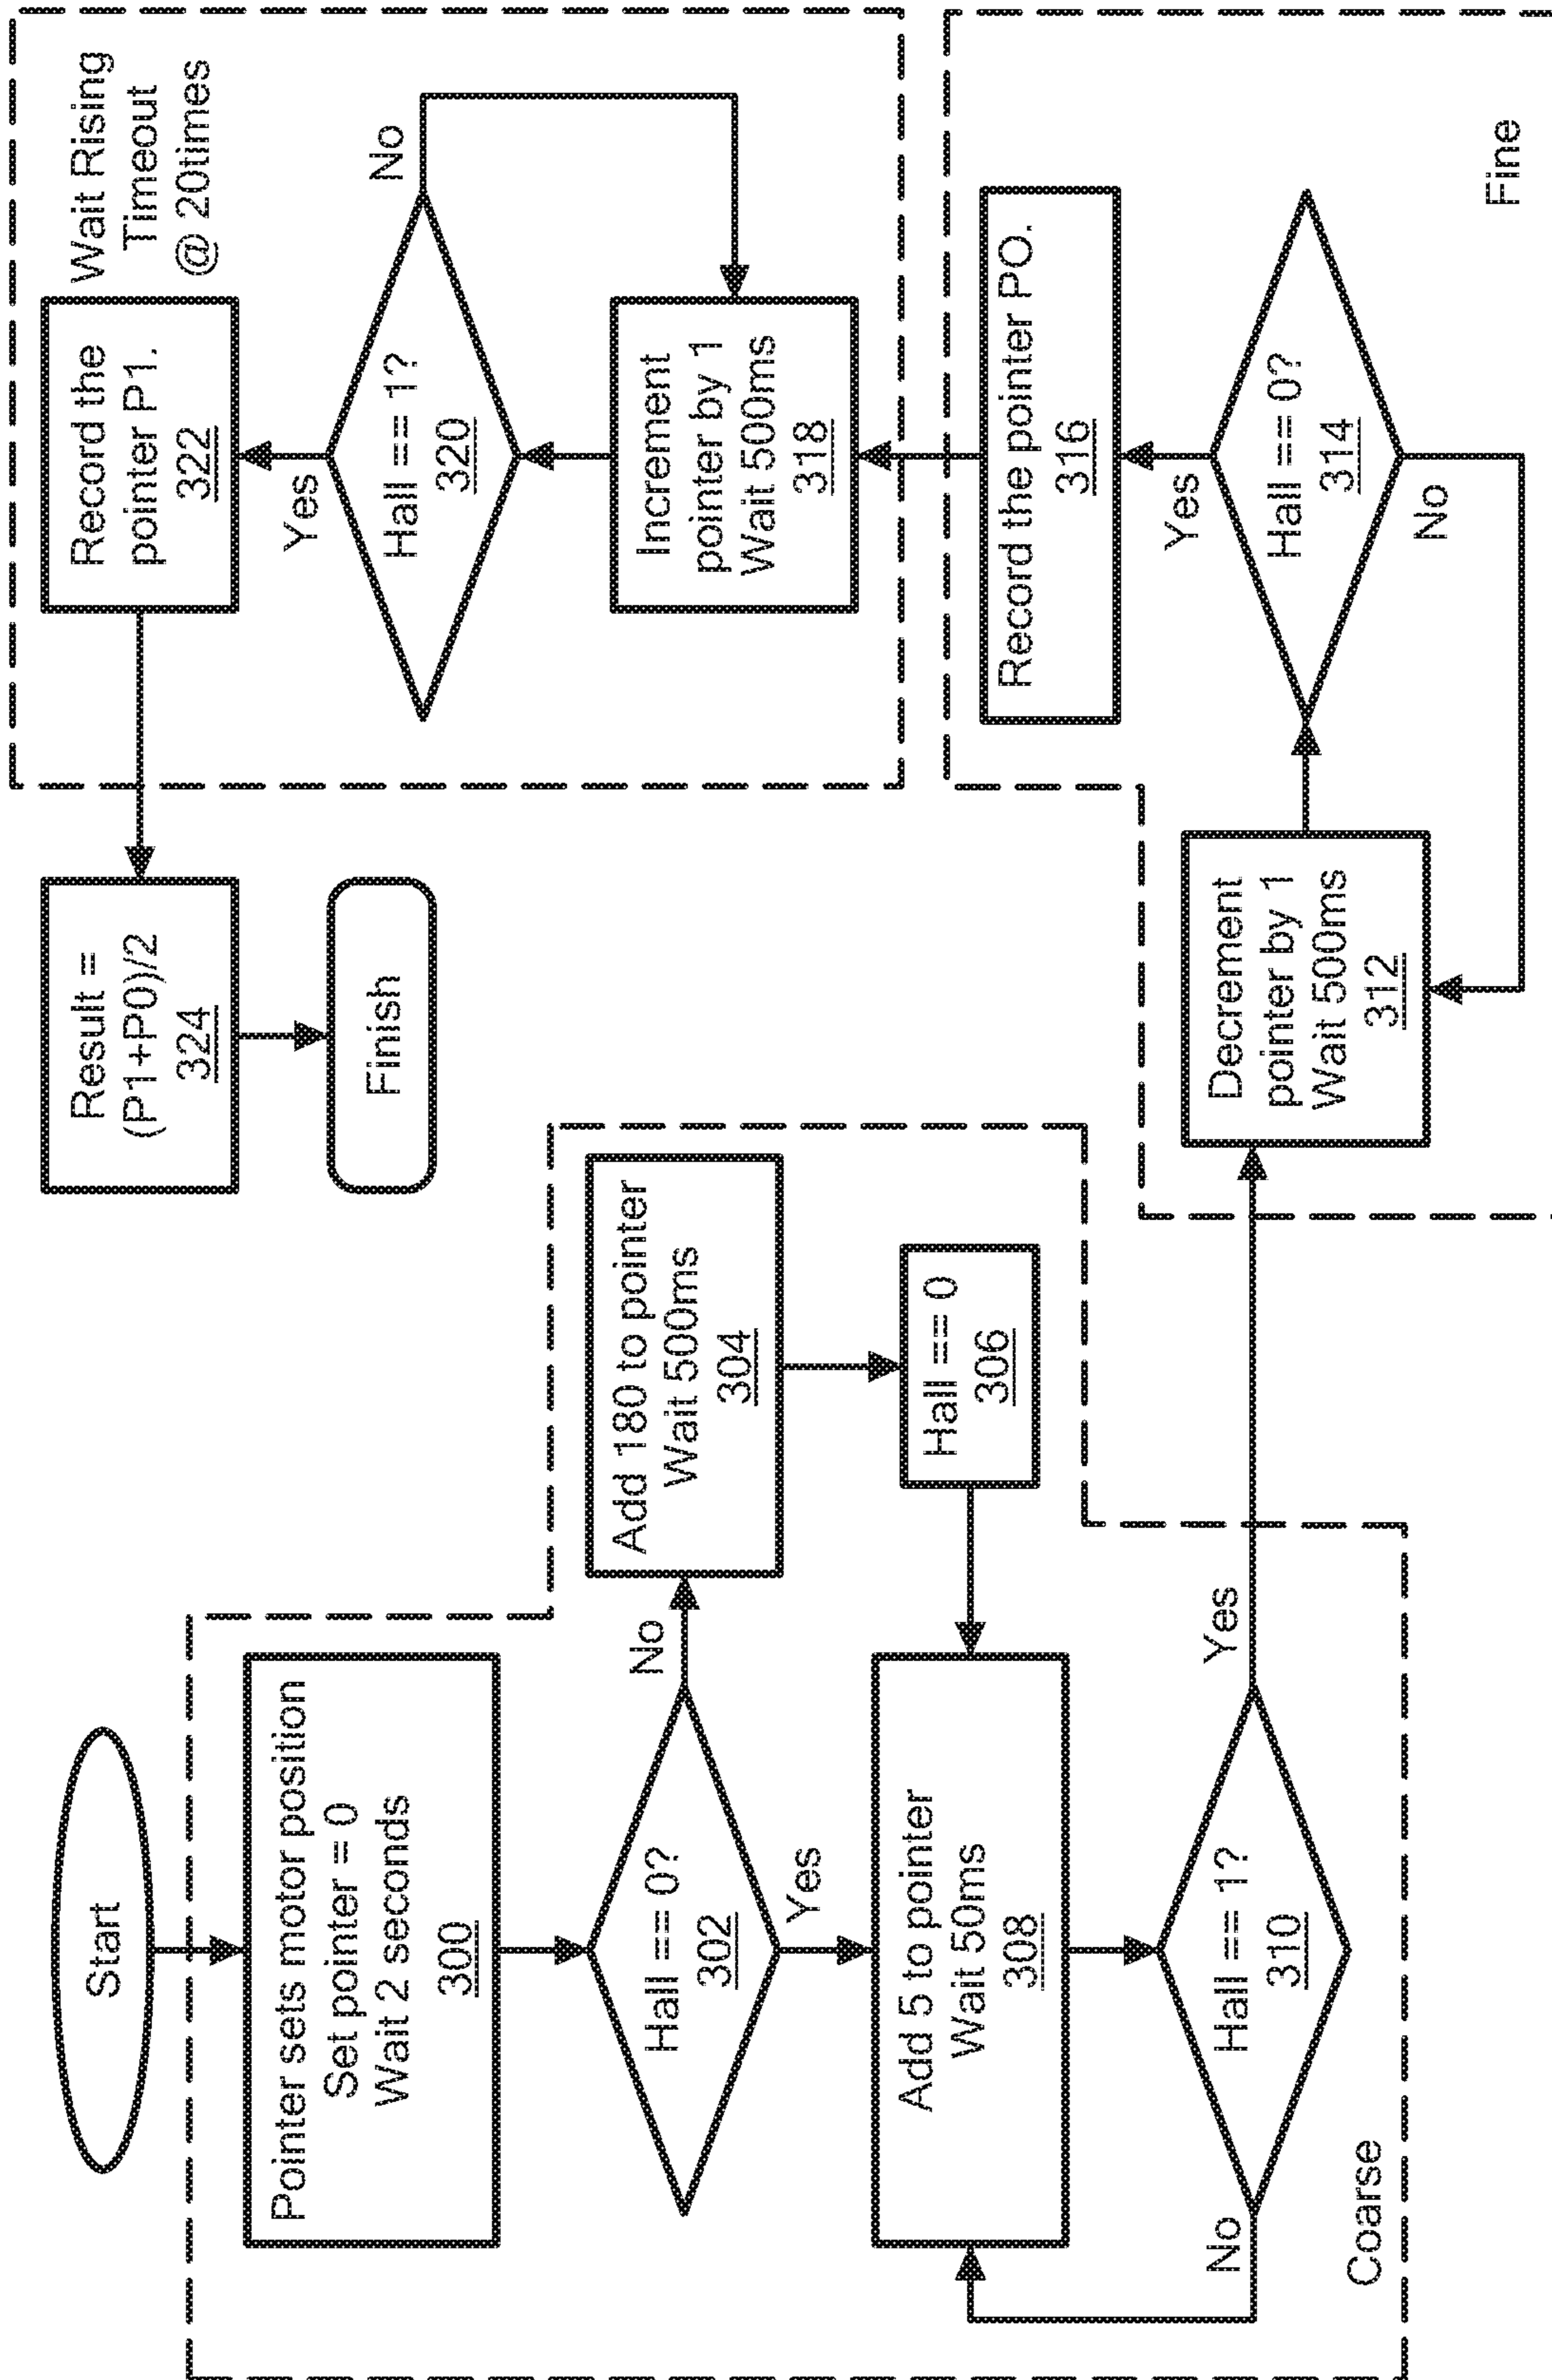 Start
Pointer sets motor position
Set pointer = 0
Wait 2 seconds
300
Hall == 0?
302
No
Yes
Add 180 to pointer
Wait 500ms
304
Hall == 0
306
Add 5 to pointer
Wait 50ms
308
Hall == 1?
310
No
Yes
Coarse
Decrement
pointer by 1
Wait 500ms
312
Hall == 0?
314
No
Yes
Record the pointer PO.
316
Fine
Increment
pointer by 1
Wait 500ms
318
Hall == 1?
320
No
Yes
Record the
pointer P1.
322
Wait Rising
Timeout
@ 20times
Result =
(P1+P0)/2
324
Finish